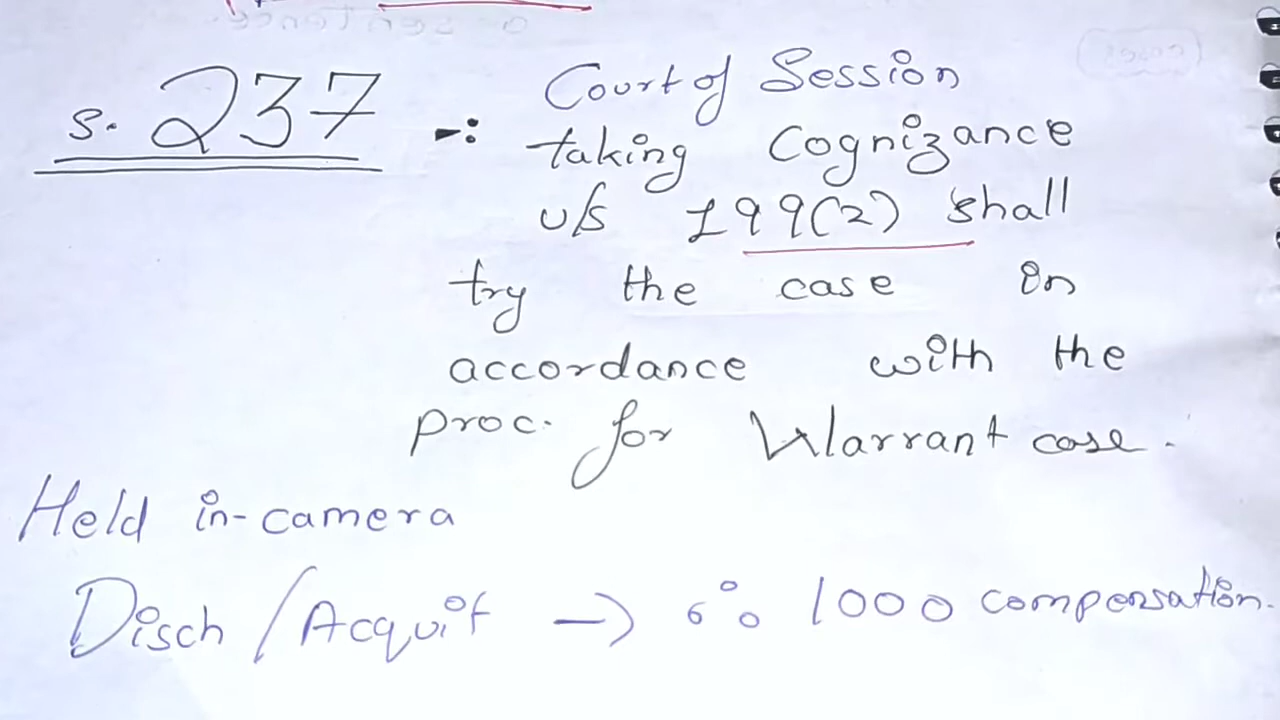 s. 237 -: Court of Session
taking Cognizance
u/s 199(2) shall
try the case in
accordance with the
proc. for Warrant case.
Held in-camera
Disch / Acquit → 1000 compensation.